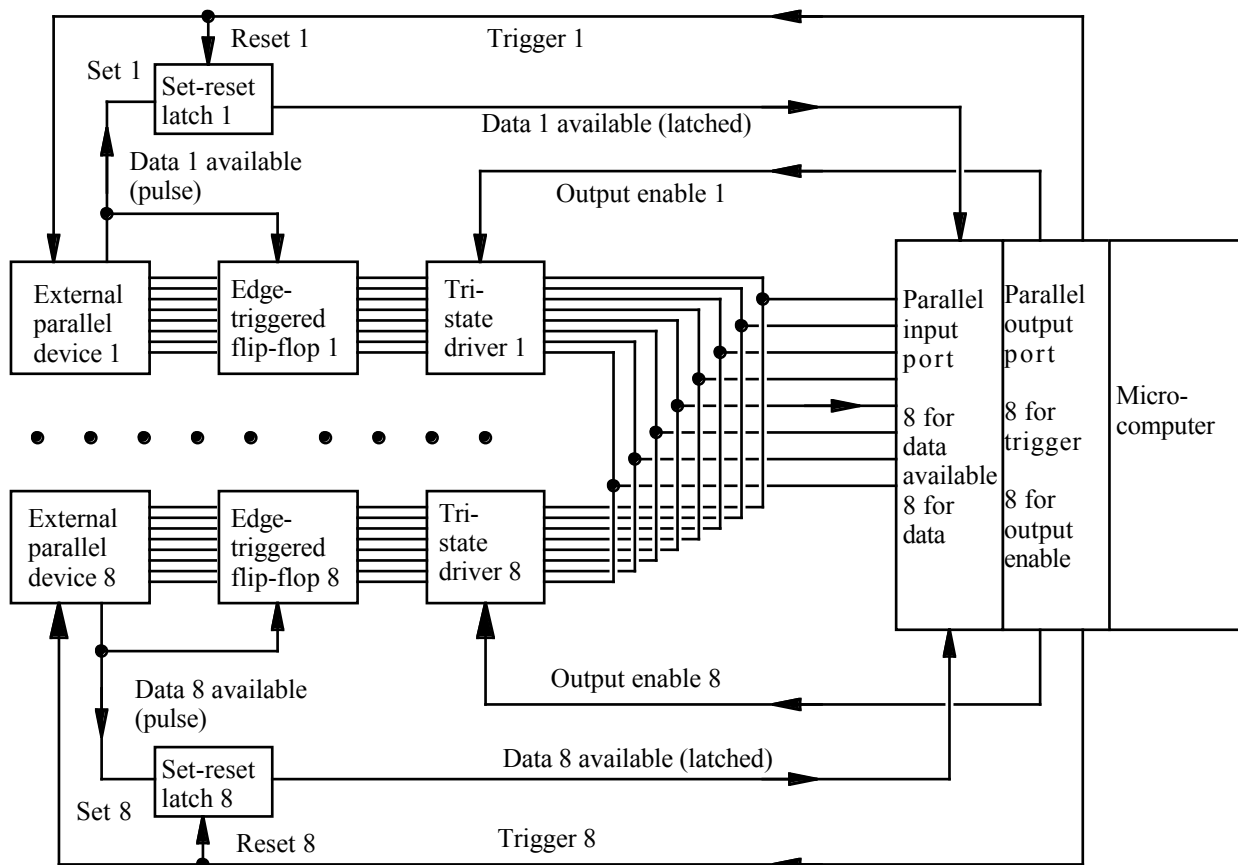 Reset 1
Trigger 1
Set 1
Set-reset
latch 1
Data 1 available (latched)
Data 1 available
(pulse)
Output enable 1
External
parallel
device 1
Edge-
triggered
flip-flop 1
Tri-
state
driver 1
Parallel
input
port
8 for
data
available
8 for
data
Parallel
output
port
8 for
trigger
8 for
output
enable
Micro-
computer
External
parallel
device 8
Edge-
triggered
flip-flop 8
Tri-
state
driver 8
Output enable 8
Data 8 available
(pulse)
Set-reset
latch 8
Data 8 available (latched)
Set 8
Reset 8
Trigger 8